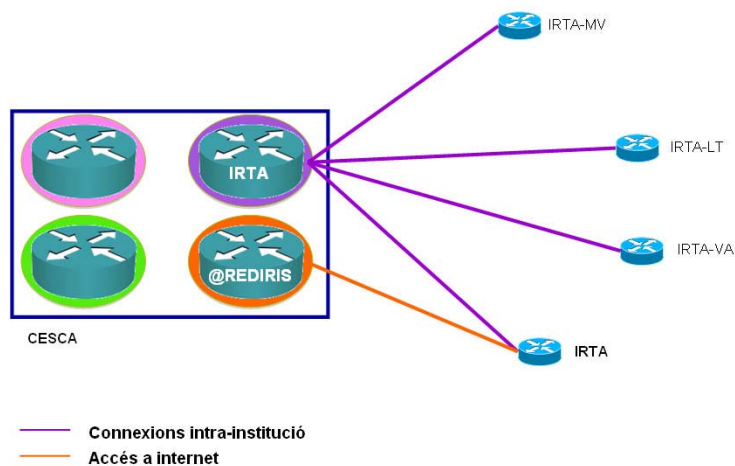 IRTA-MV
IRTA
IRTA-LT
IRTA-VA
@REDIRIS
CESCA
IRTA
Connexions intra-institució
Accés a internet